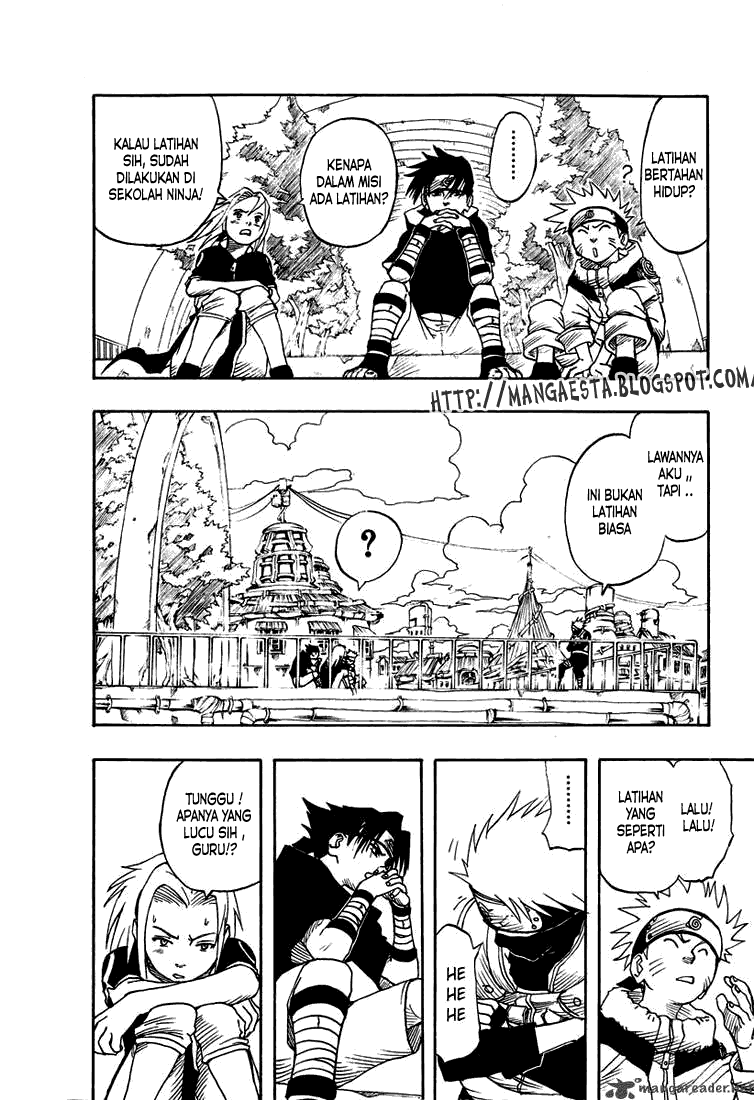 LATIHAN
BERTAHAN
HIDUP?
?
........
KENAPA
DALAM MISI
ADA LATIHAN?
KALAU LATIHAN
SIH, SUDAH
DILAKUKAN DI
SEKOLAH NINJA!
HTTP://MANGAESTA.BLOGSPOT.COM/
LAWANNYA
AKU ,,
TAPI ..
INI BUKAN
LATIHAN
BIASA
?
LALU!
LALU!
LATIHAN
YANG
SEPERTI
APA?
........
HE
HE
HE
TUNGGU !
APANYA YANG
LUCU SIH ,
GURU!?